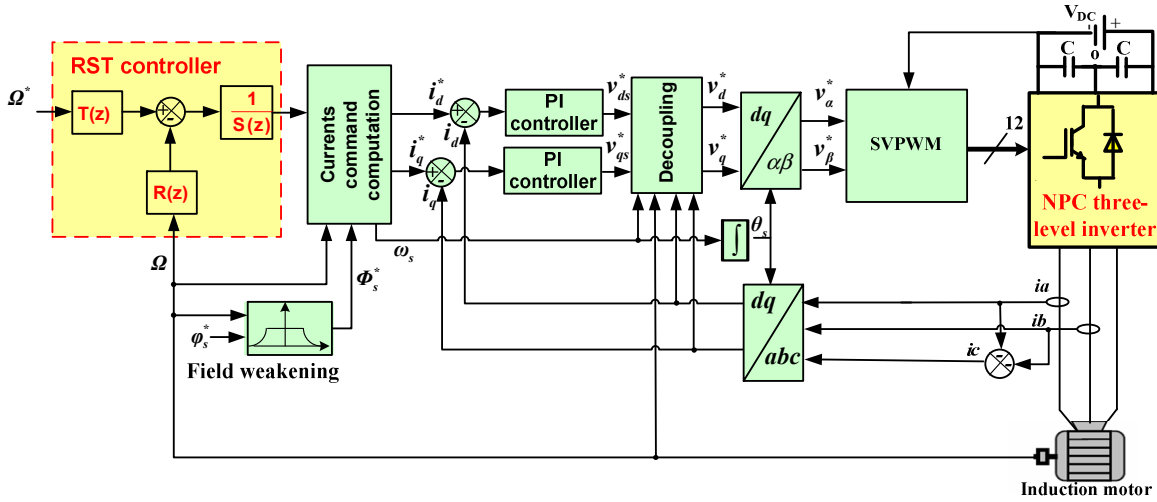 V_DC
+
C
o
C
RST controller
Ω*
T(z)
+
-
1
S(z)
R(z)
Ω
Currents command computation
i_d*
i_d
i_q*
i_q
+
-
+
-
PI
controller
PI
controller
v_ds*
v_qs*
Decoupling
v_d*
v_q*
dq
αβ
v_α*
v_β*
SVPWM
12
NPC three-
level inverter
ω_s
∫
θ_s
Φ_s*
φ_s*
Field weakening
dq
abc
ia
ib
ic
-
-
Induction motor